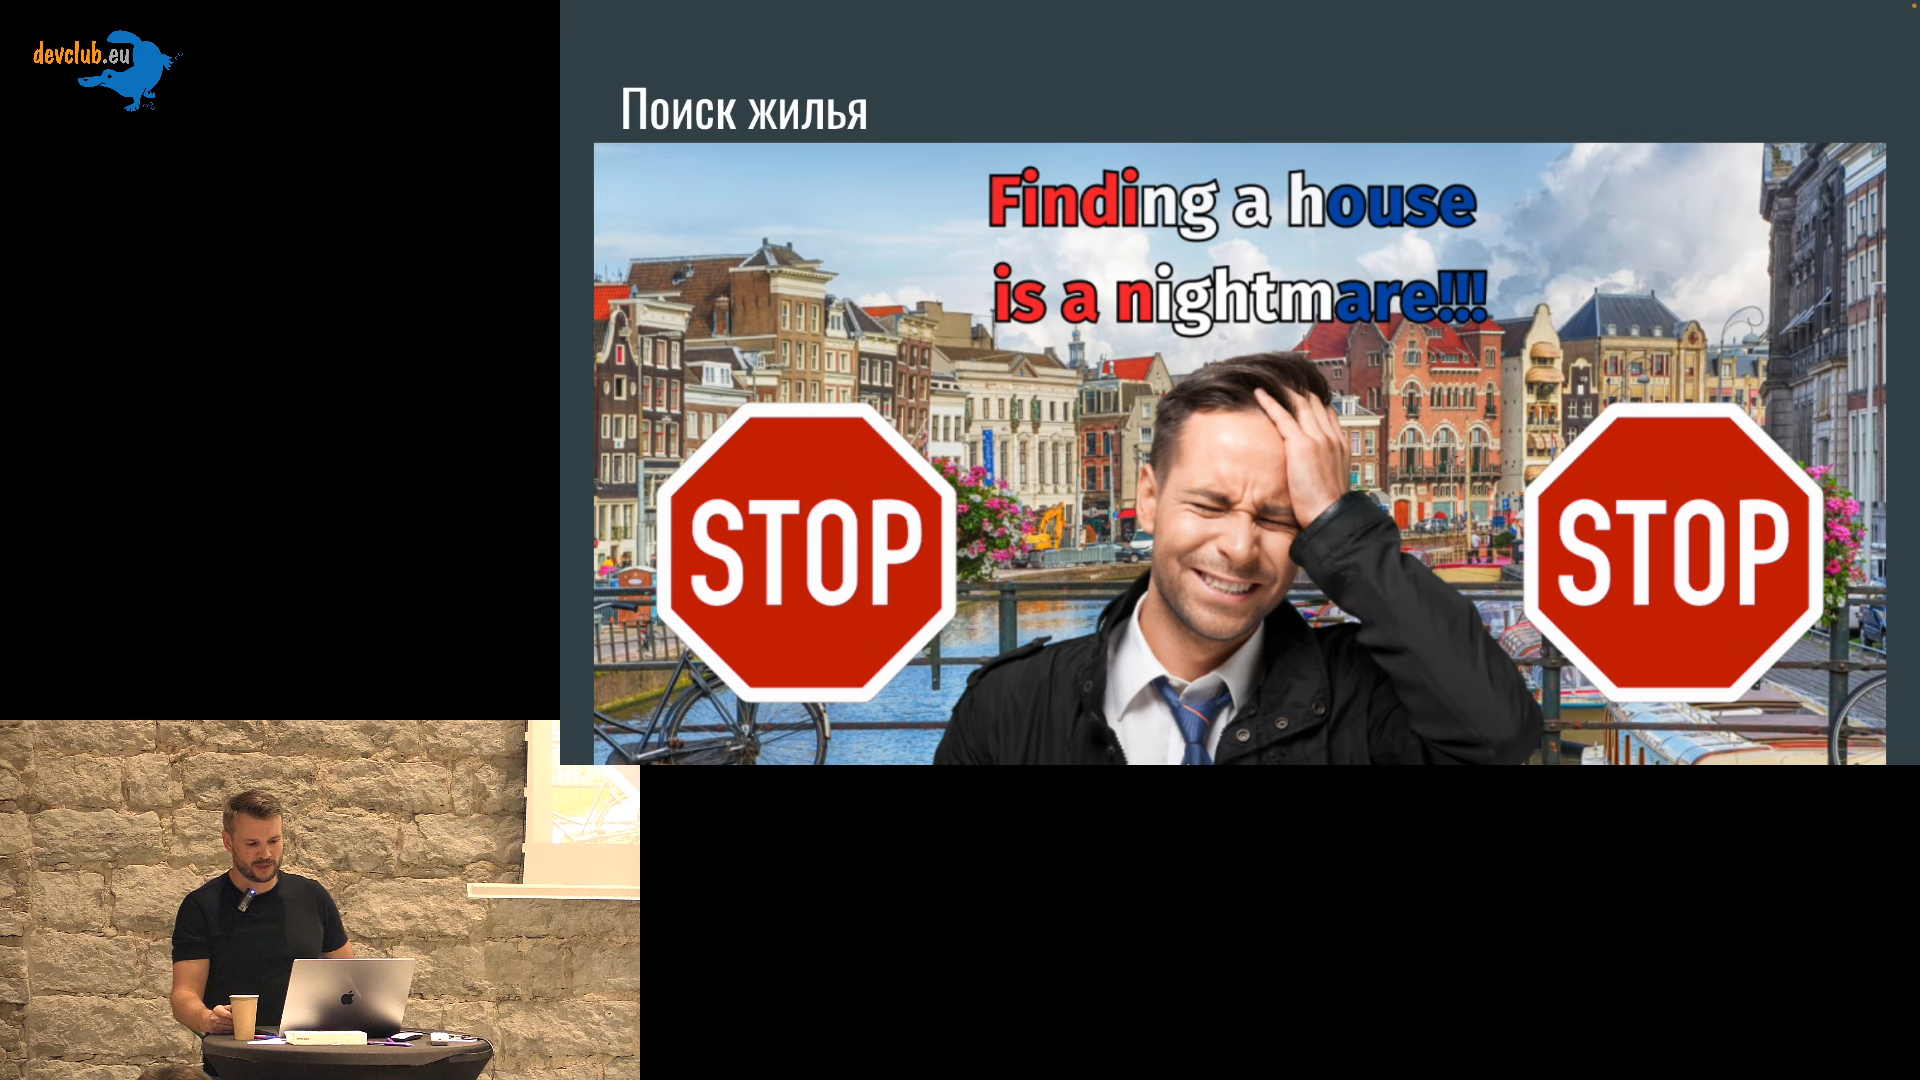 devclub.eu
Поиск жилья
Finding a house
is a nightmare!!!
STOP
STOP